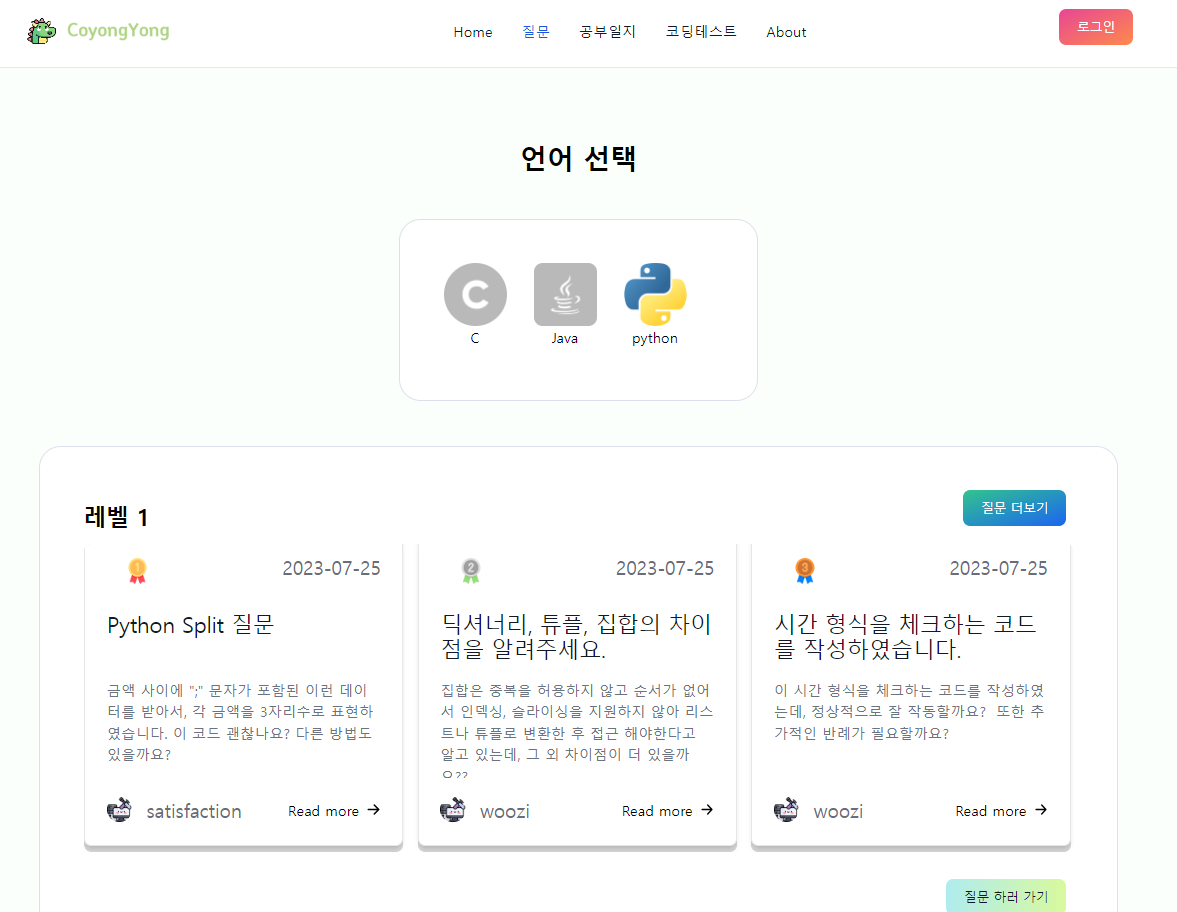 CoyongYong
Home
질문
공부일지
코딩테스트
About
로그인
언어 선택
C
Java
python
레벨 1
질문 더보기
1
2023-07-25
Python Split 질문
금액 사이에 ";" 문자가 포함된 이런 데이
터를 받아서, 각 금액을 3자리수로 표현하
였습니다. 이 코드 괜찮나요? 다른 방법도
있을까요?
satisfaction
Read more →
2
2023-07-25
딕셔너리, 튜플, 집합의 차이
점을 알려주세요.
집합은 중복을 허용하지 않고 순서가 없어
서 인덱싱, 슬라이싱을 지원하지 않아 리스
트나 튜플로 변환한 후 접근 해야한다고
알고 있는데, 그 외 차이점이 더 있을까
요??
woozi
Read more →
3
2023-07-25
시간 형식을 체크하는 코드
를 작성하였습니다.
이 시간 형식을 체크하는 코드를 작성하였
는데, 정상적으로 잘 작동할까요? 또한 추
가적인 반례가 필요할까요?
woozi
Read more →
질문 하러 가기